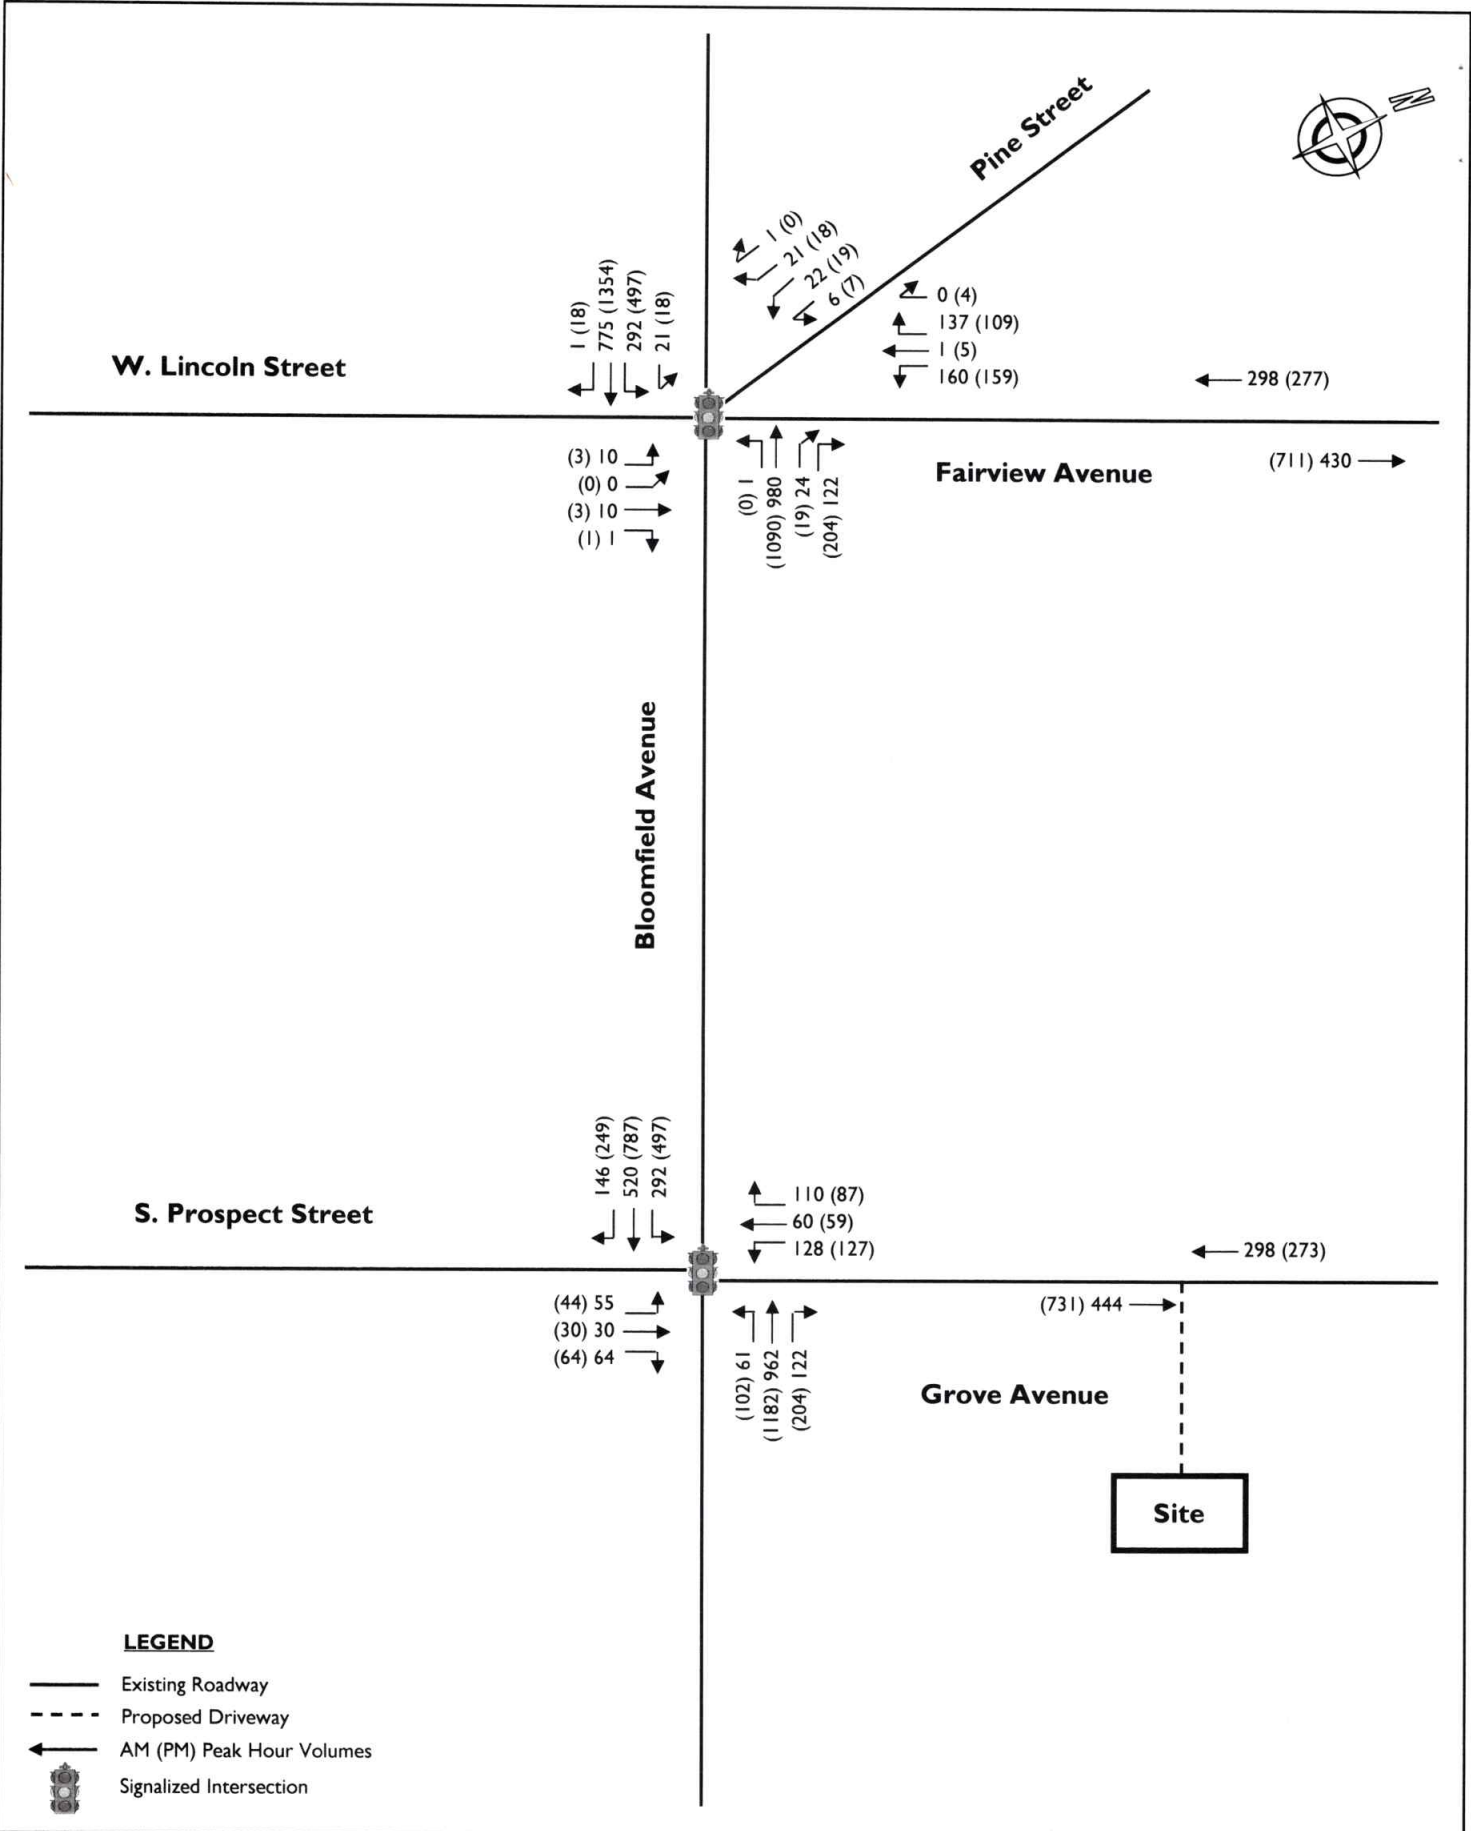 Pine Street
N
1 (0)
21 (18)
22 (19)
6 (7)
1 (18)
775 (1354)
292 (497)
21 (18)
0 (4)
137 (109)
1 (5)
160 (159)
W. Lincoln Street
298 (277)
(3) 10
(0) 0
(3) 10
(1) 1
(0) 1
(1090) 980
(19) 24
(204) 122
Fairview Avenue
(711) 430
Bloomfield Avenue
146 (249)
520 (787)
292 (497)
110 (87)
60 (59)
128 (127)
S. Prospect Street
298 (273)
(44) 55
(30) 30
(64) 64
(102) 61
(1182) 962
(204) 122
(731) 444
Grove Avenue
Site
LEGEND
Existing Roadway
Proposed Driveway
AM (PM) Peak Hour Volumes
Signalized Intersection